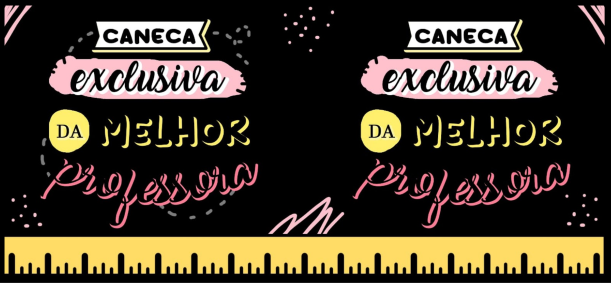 CANECA
exclusiva
DA MELHOR
professora
CANECA
exclusiva
DA MELHOR
professora